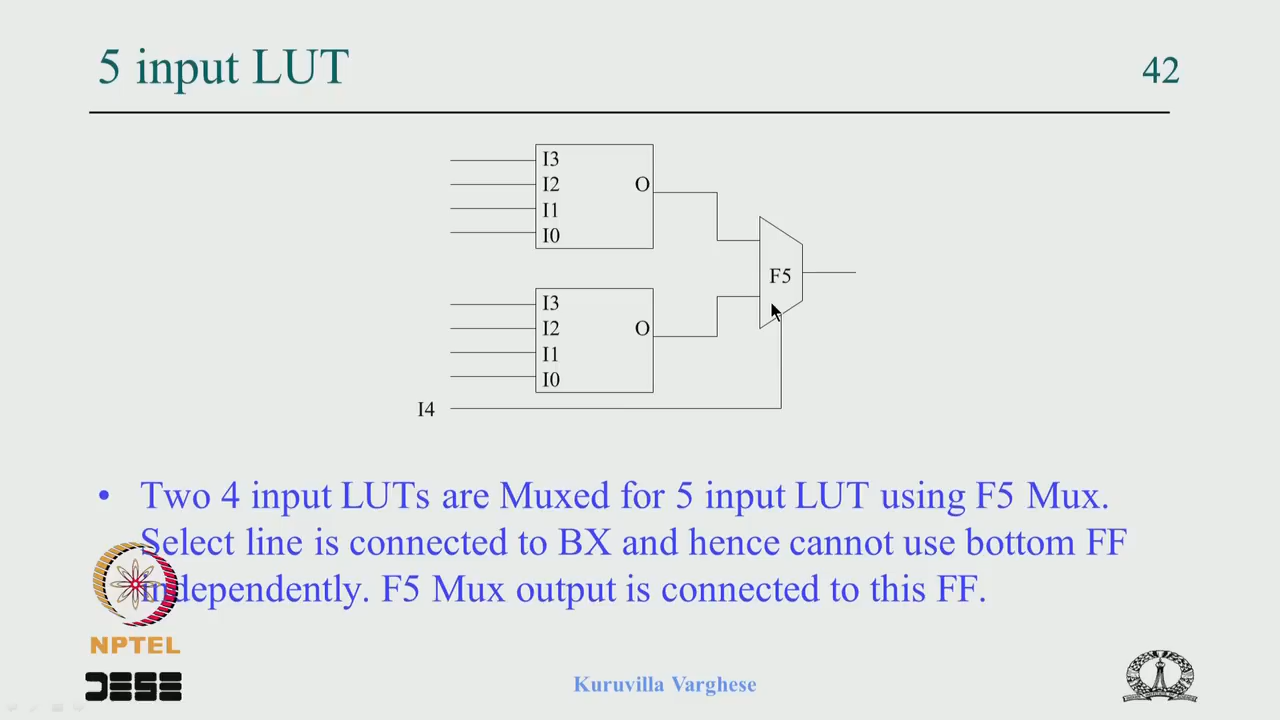 5 input LUT
42
I3
I2
I1
I0
O
I3
I2
I1
I0
O
F5
I4
• Two 4 input LUTs are Muxed for 5 input LUT using F5 Mux.
Select line is connected to BX and hence cannot use bottom FF
independently. F5 Mux output is connected to this FF.
NPTEL
DESE
Kuruvilla Varghese